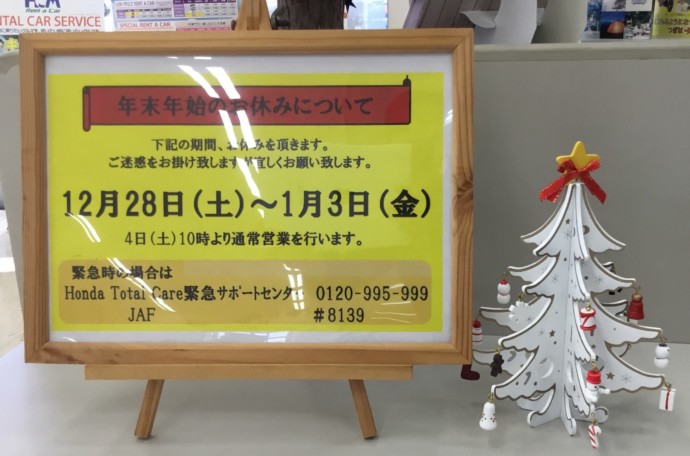 Rent a Car
RENTAL CAR SERVICE
SPECIAL RENT A CAR
年末年始のお休みについて
下記の期間、お休みを頂きます。
ご迷惑をお掛け致しますが宜しくお願い致します。
12月28日(土)~1月3日(金)
4日(土)10時より通常営業を行います。
緊急時の場合は
Honda Total Care緊急サポートセンター 0120-995-999
JAF #8139